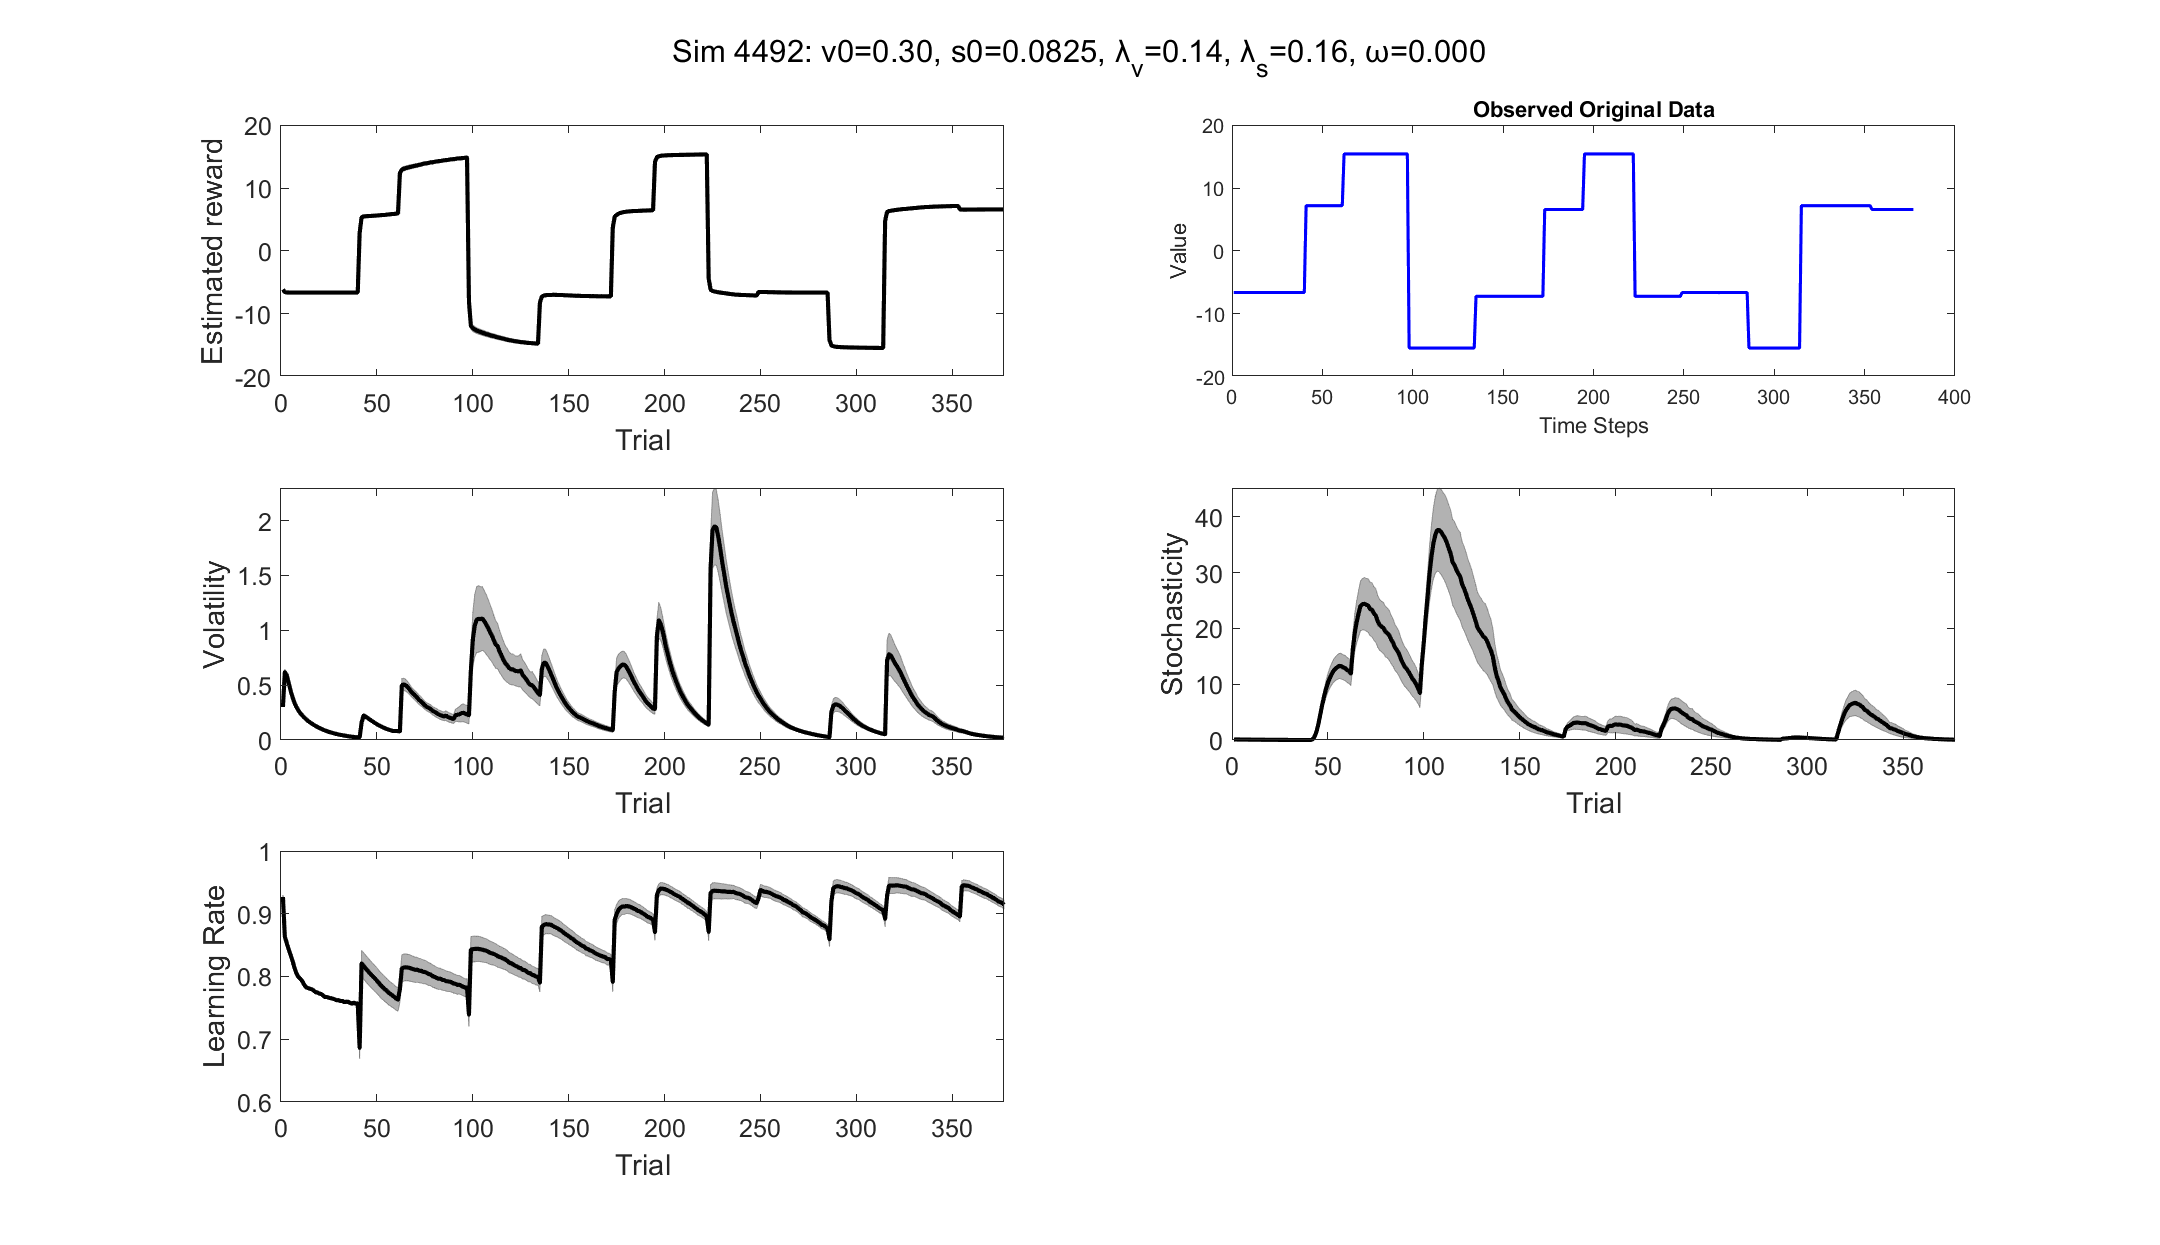 Sim 4492: v0=0.30, s0=0.0825, λ_v=0.14, λ_s=0.16, ω=0.000
Estimated reward
20
10
0
-10
-20
0 50 100 150 200 250 300 350
Trial
Observed Original Data
Value
20
10
0
-10
-20
0 50 100 150 200 250 300 350 400
Time Steps
Volatility
2
1.5
1
0.5
0
0 50 100 150 200 250 300 350
Trial
Stochasticity
40
30
20
10
0
0 50 100 150 200 250 300 350
Trial
Learning Rate
1
0.9
0.8
0.7
0.6
0 50 100 150 200 250 300 350
Trial